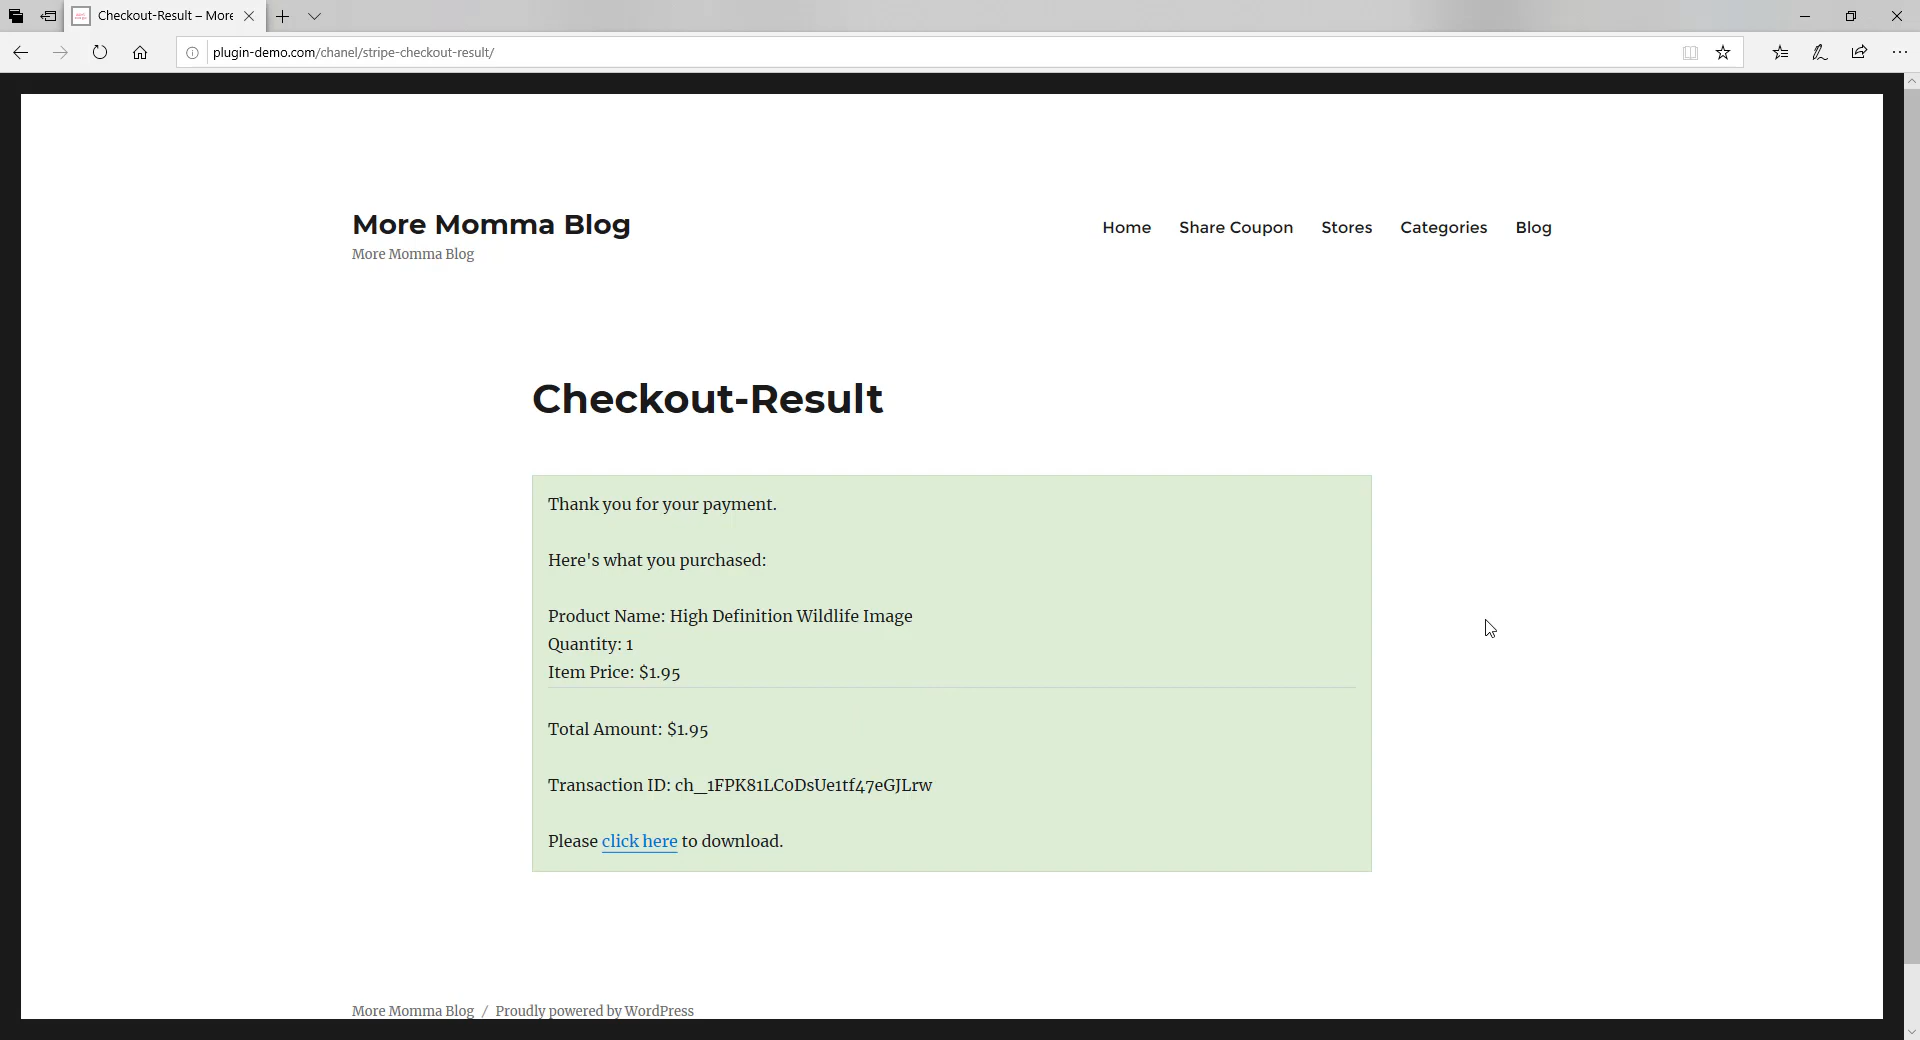 Checkout-Result – More
plugin-demo.com/chanel/stripe-checkout-result/
More Momma Blog
More Momma Blog
Home Share Coupon Stores Categories Blog
Checkout-Result
Thank you for your payment.
Here's what you purchased:
Product Name: High Definition Wildlife Image
Quantity: 1
Item Price: $1.95
Total Amount: $1.95
Transaction ID: ch_1FPK81LC0DsUe1tf47eGJLrw
Please click here to download.
More Momma Blog / Proudly powered by WordPress